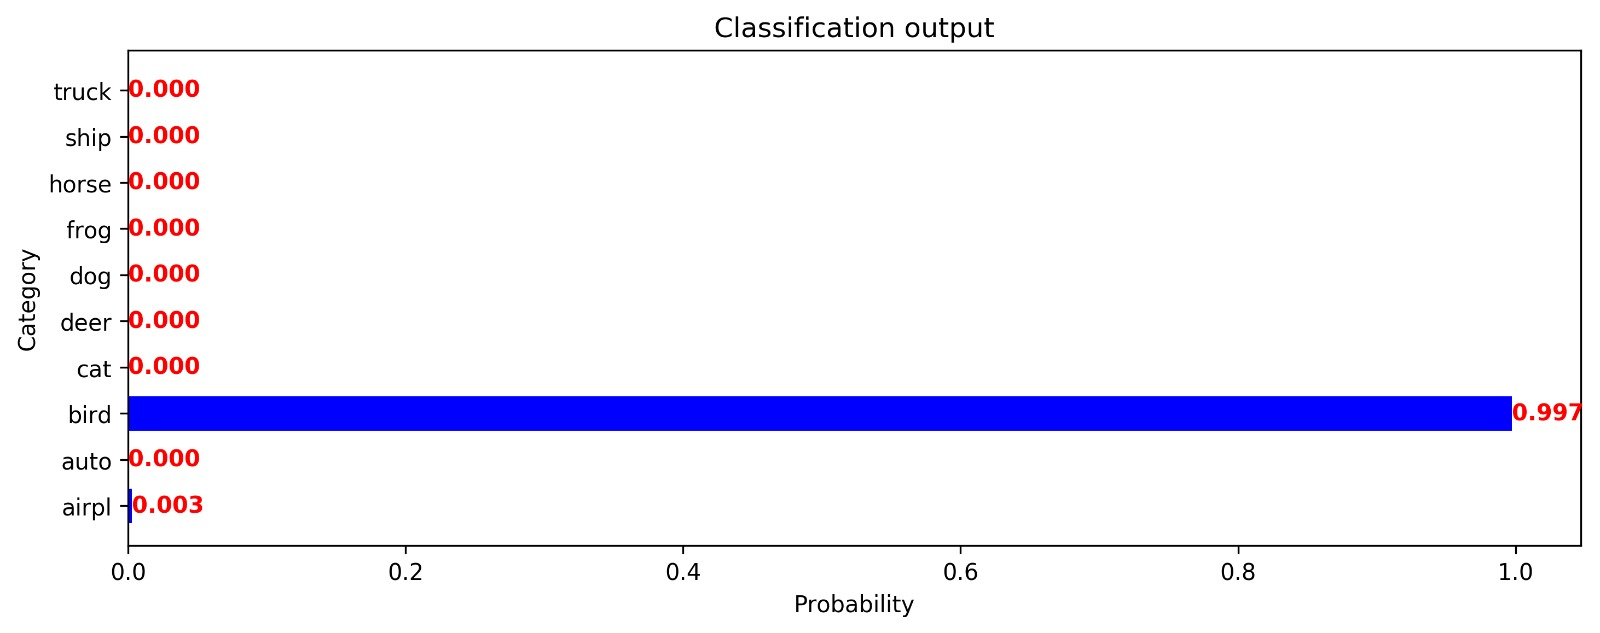 Classification output
truck 0.000
ship 0.000
horse 0.000
frog 0.000
dog 0.000
deer 0.000
cat 0.000
bird 0.997
auto 0.000
airpl 0.003
Category
0.0 0.2 0.4 0.6 0.8 1.0
Probability